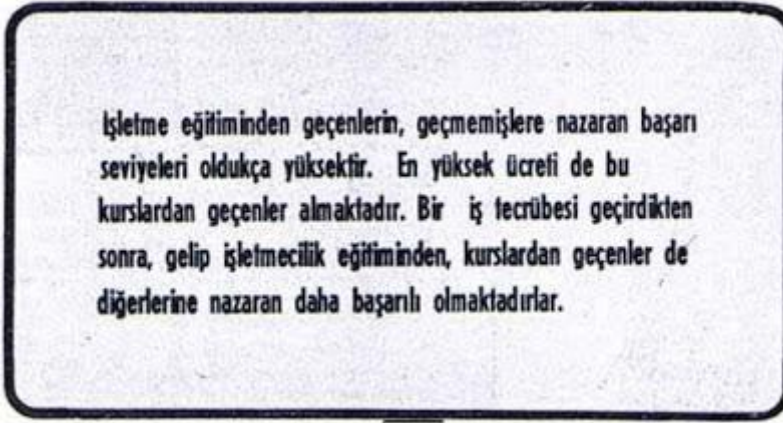 İşletme eğitiminden geçenlerin, geçmemişlere nazaran başarı
seviyeleri oldukça yüksektir. En yüksek ücreti de bu
kurslardan geçenler almaktadır. Bir iş tecrübesi geçirdikten
sonra, gelip işletmecilik eğitiminden, kurslardan geçenler de
diğerlerine nazaran daha başarılı olmaktadırlar.